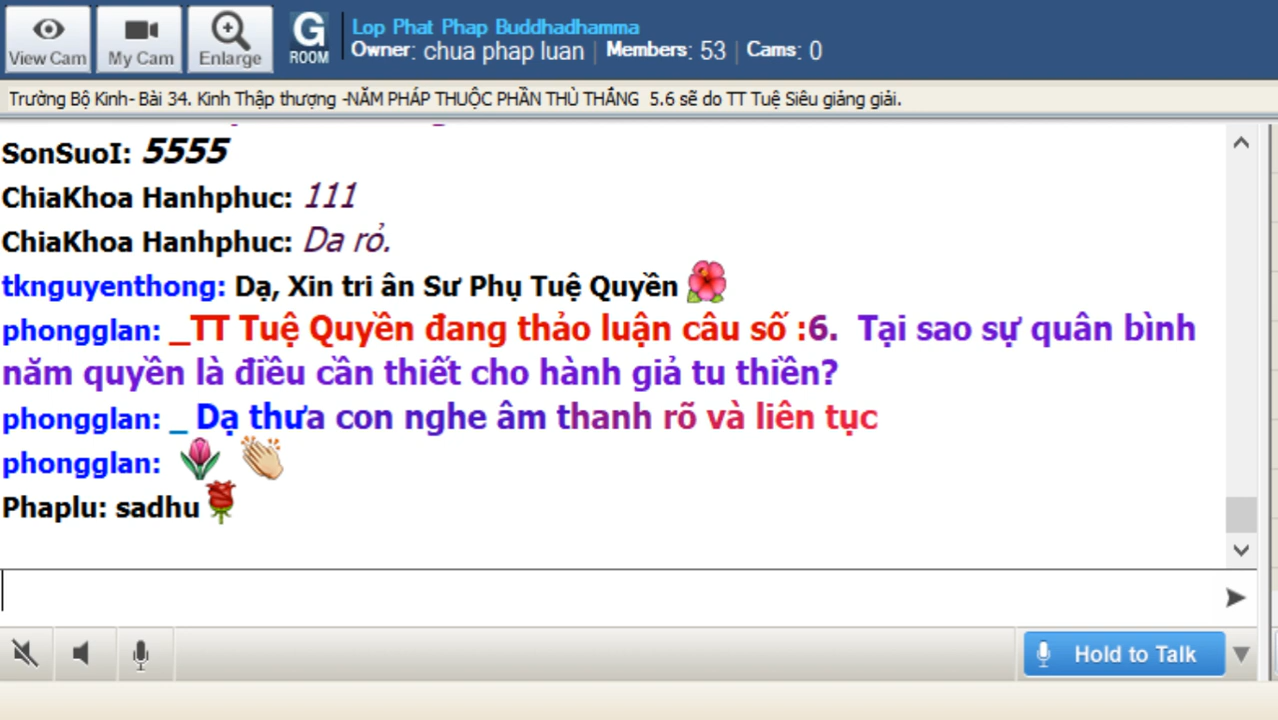 Lop Phat Phap Buddhadhamma
View Cam My Cam Enlarge G ROOM Owner: chua phap luan | Members: 53 | Cams: 0
Trường Bộ Kinh- Bài 34. Kinh Thập thượng -NĂM PHÁP THUỘC PHẦN THÙ THẮNG 5.6 sẽ do TT Tuệ Siêu giảng giải.
SonSuoI: 5555
ChiaKhoa Hanhphuc: 111
ChiaKhoa Hanhphuc: Da rỏ.
tknguyenthong: Dạ, Xin tri ân Sư Phụ Tuệ Quyền
phongglan: _TT Tuệ Quyền đang thảo luận câu số :6. Tại sao sự quân bình
năm quyền là điều cần thiết cho hành giả tu thiền?
phongglan: _ Dạ thưa con nghe âm thanh rõ và liên tục
phongglan:
Phaplu: sadhu
Hold to Talk